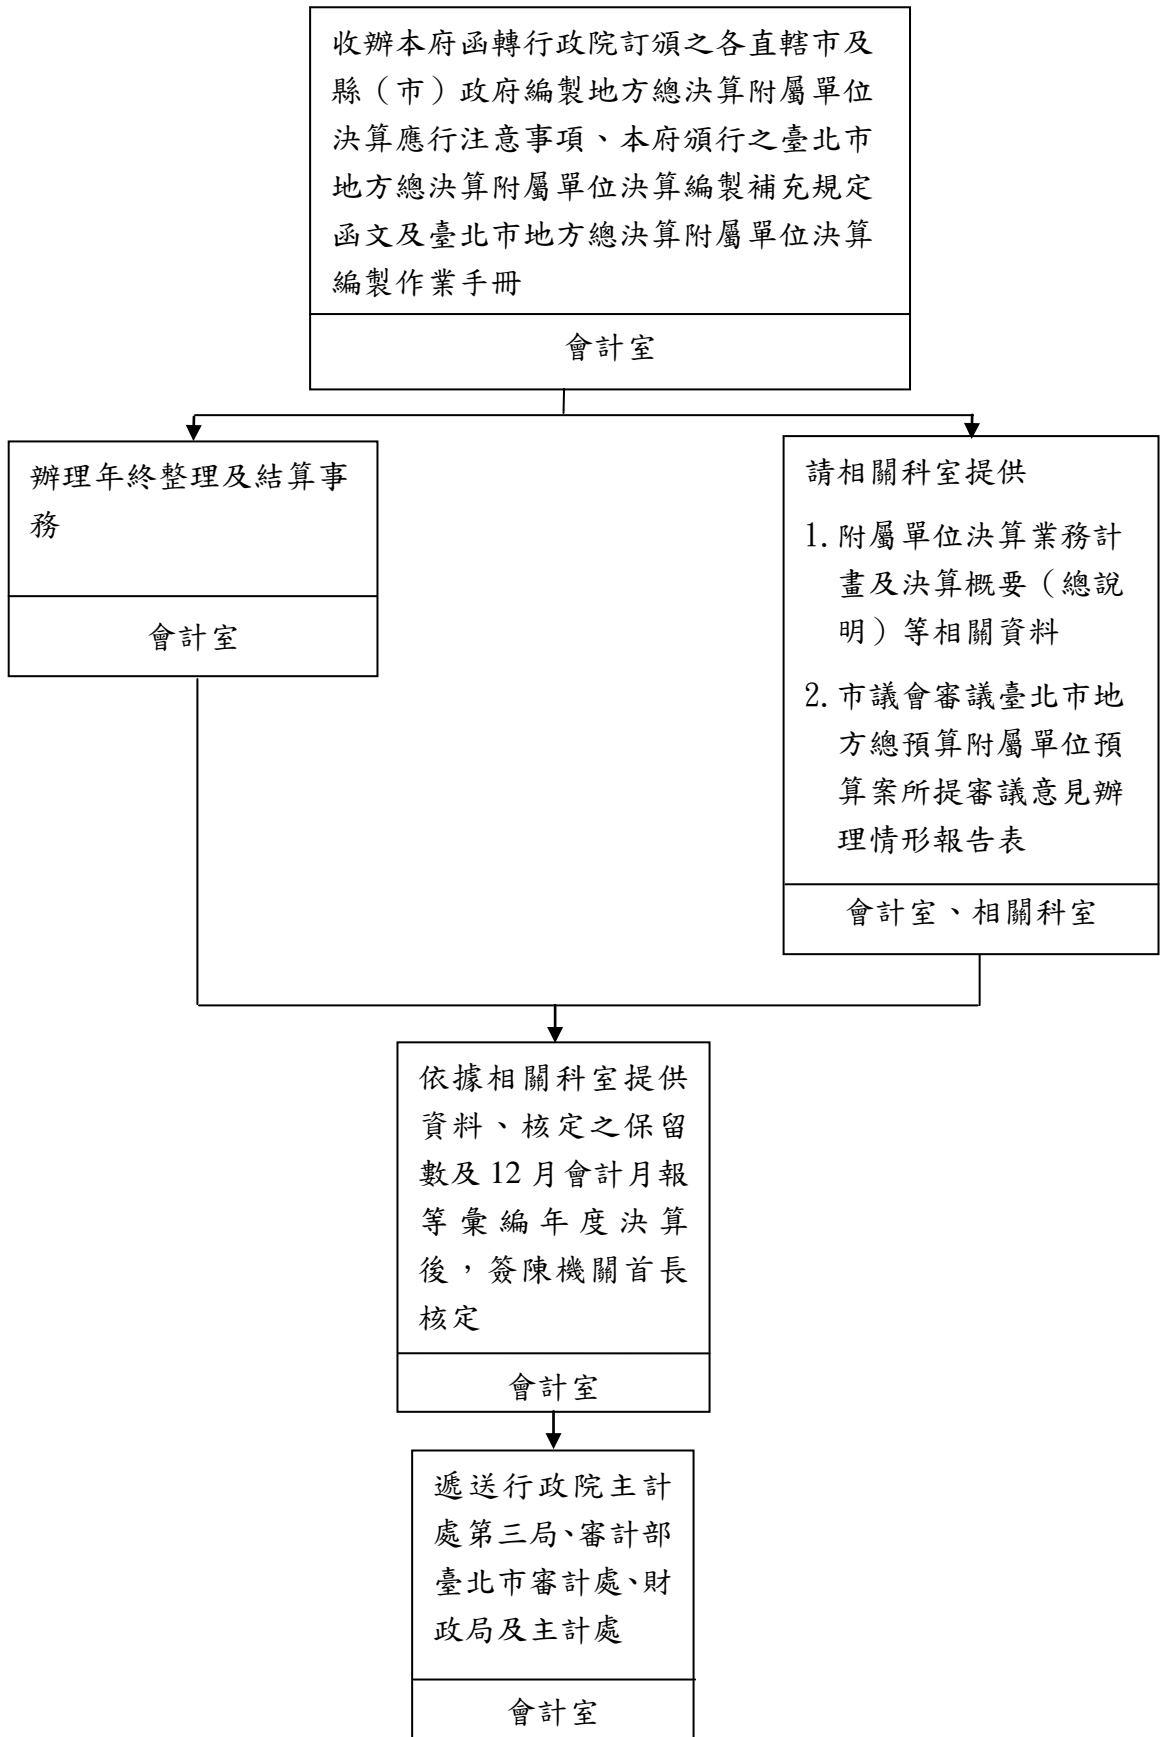 收辦本府函轉行政院訂頒之各直轄市及
縣（市）政府編製地方總決算附屬單位
決算應行注意事項、本府頒行之臺北市
地方總決算附屬單位決算編製補充規定
函文及臺北市地方總決算附屬單位決算
編製作業手冊
會計室
辦理年終整理及結算事
務
會計室
請相關科室提供
1. 附屬單位決算業務計
畫及決算概要（總說
明）等相關資料
2. 市議會審議臺北市地
方總預算附屬單位預
算案所提審議意見辦
理情形報告表
會計室、相關科室
依據相關科室提供
資料、核定之保留
數及 12 月會計月報
等彙編年度決算
後，簽陳機關首長
核定
會計室
遞送行政院主計
處第三局、審計部
臺北市審計處、財
政局及主計處
會計室